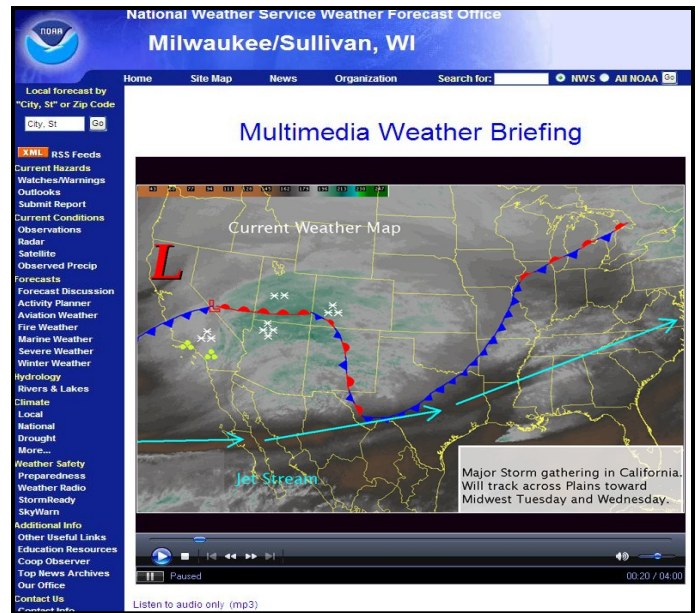 National Weather Service Weather Forecast Office
NOAA
Milwaukee/Sullivan, WI
Home Site Map News Organization Search for: NWS All NOAA Go
Local forecast by
"City, St" or Zip Code
City, St Go
XML RSS Feeds
Current Hazards
Watches/Warnings
Outlooks
Submit Report
Current Conditions
Observations
Radar
Satellite
Observed Precip
Forecasts
Forecast Discussion
Activity Planner
Aviation Weather
Fire Weather
Marine Weather
Severe Weather
Winter Weather
Hydrology
Rivers & Lakes
Climate
Local
National
Drought
More...
Weather Safety
Preparedness
Weather Radio
StormReady
SkyWarn
Additional Info
Other Useful Links
Education Resources
Coop Observer
Top News Archives
Our Office
Contact Us
Contact Info
Multimedia Weather Briefing
Current Weather Map
L
L
Jet Stream
Major Storm gathering in California.
Will track across Plains toward
Midwest Tuesday and Wednesday.
Paused 00:20 / 04:00
Listen to audio only (mp3)